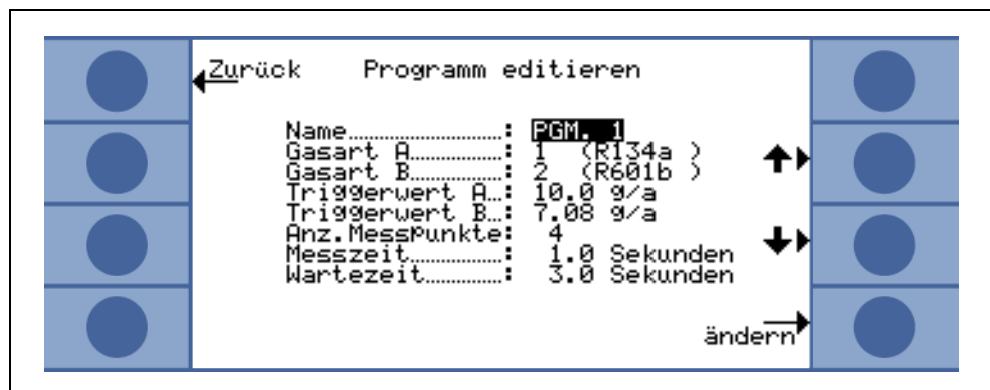 Zurück Programm editieren
Name..............: PGM. 1
Gasart A..........: 1 (R134a )
Gasart B..........: 2 (R601b )
Triggerwert A..: 10.0 g/a
Triggerwert B..: 7.08 g/a
Anz.Messpunkte: 4
Messzeit..........: 1.0 Sekunden
Wartezeit.........: 3.0 Sekunden
ändern